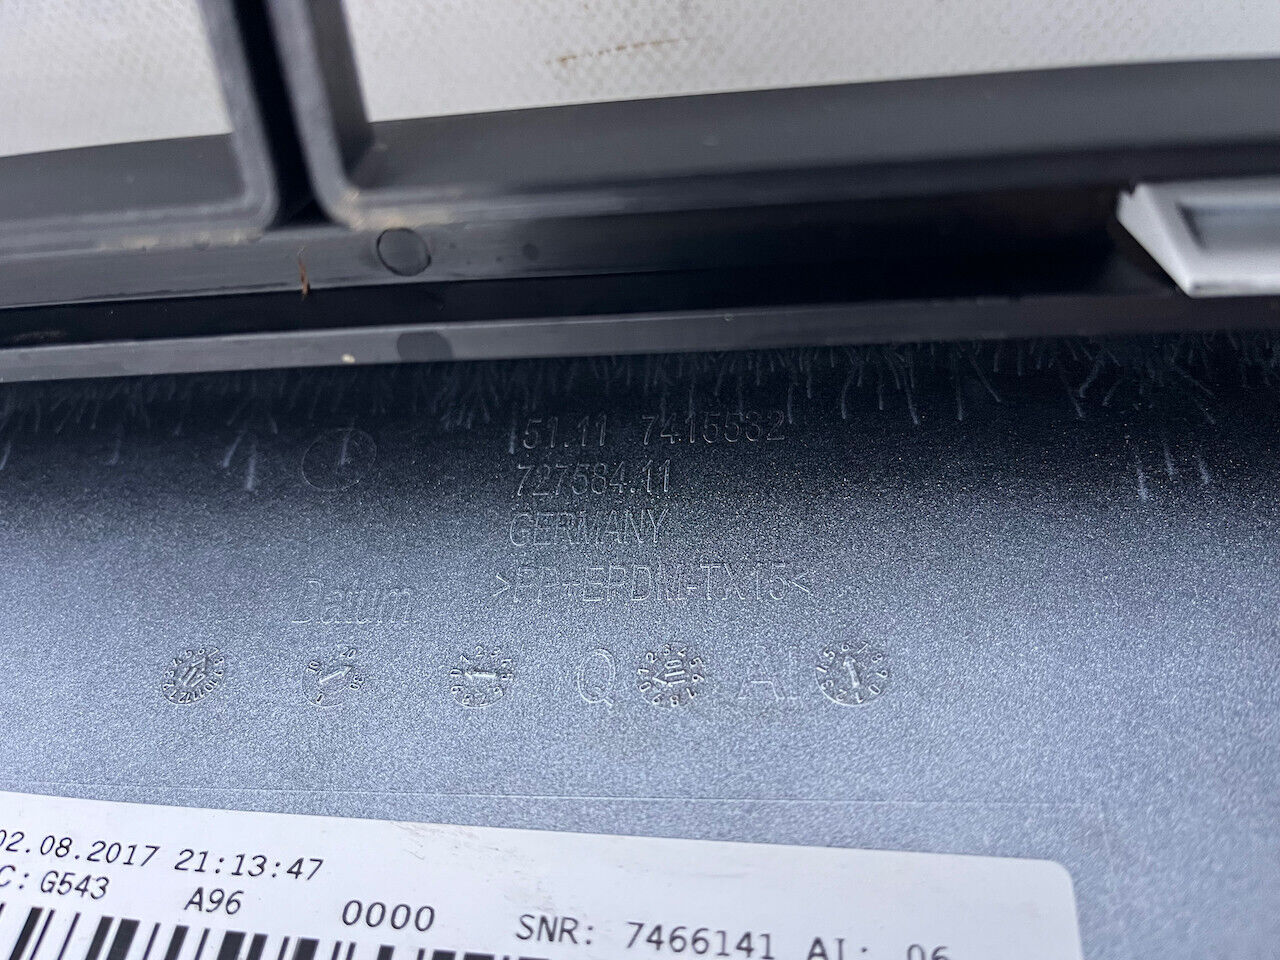 51.11 7415532
727584.11
GERMANY
>PP+EPDM-TX15<
Datum
Q AI
02.08.2017 21:13:47
C: G543 A96 0000 SNR: 7466141 AI: 06